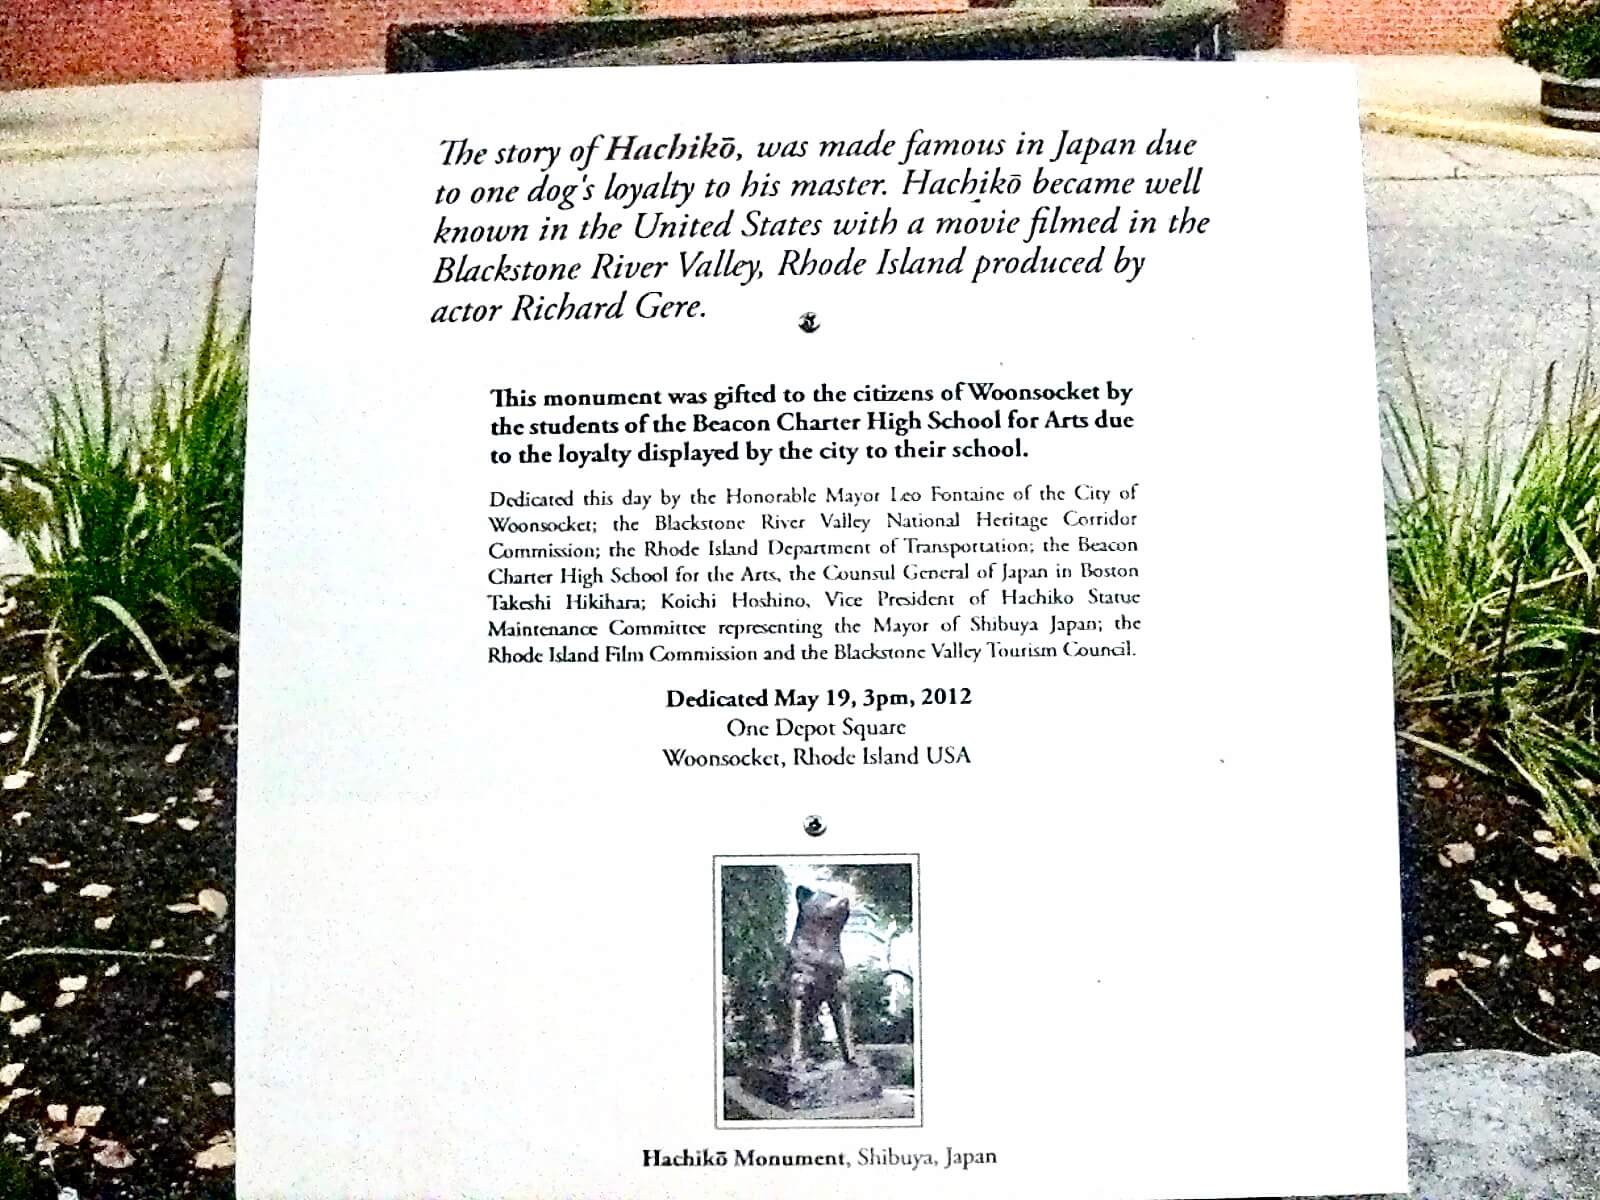 The story of Hachikō, was made famous in Japan due
to one dog's loyalty to his master. Hachikō became well
known in the United States with a movie filmed in the
Blackstone River Valley, Rhode Island produced by
actor Richard Gere.
This monument was gifted to the citizens of Woonsocket by
the students of the Beacon Charter High School for Arts due
to the loyalty displayed by the city to their school.
Dedicated this day by the Honorable Mayor Leo Fontaine of the City of
Woonsocket; the Blackstone River Valley National Heritage Corridor
Commission; the Rhode Island Department of Transportation; the Beacon
Charter High School for the Arts, the Counsul General of Japan in Boston
Takeshi Hikihara; Koichi Hoshino, Vice President of Hachiko Statue
Maintenance Committee representing the Mayor of Shibuya Japan; the
Rhode Island Film Commission and the Blackstone Valley Tourism Council.
Dedicated May 19, 3pm, 2012
One Depot Square
Woonsocket, Rhode Island USA
Hachikō Monument, Shibuya, Japan